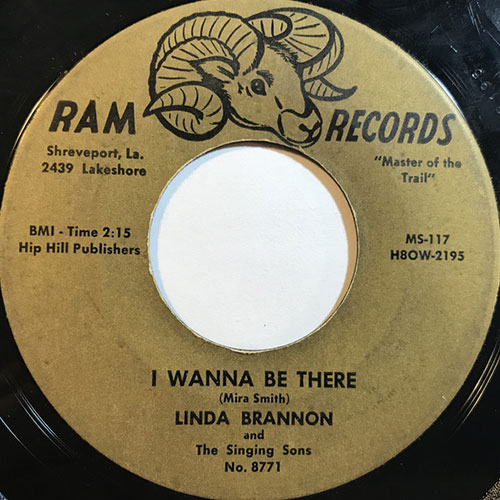 RAM RECORDS
Shreveport, La.
2439 Lakeshore
"Master of the
Trail"
BMI - Time 2:15
Hip Hill Publishers
MS-117
H8OW-2195
I WANNA BE THERE
(Mira Smith)
LINDA BRANNON
and
The Singing Sons
No. 8771